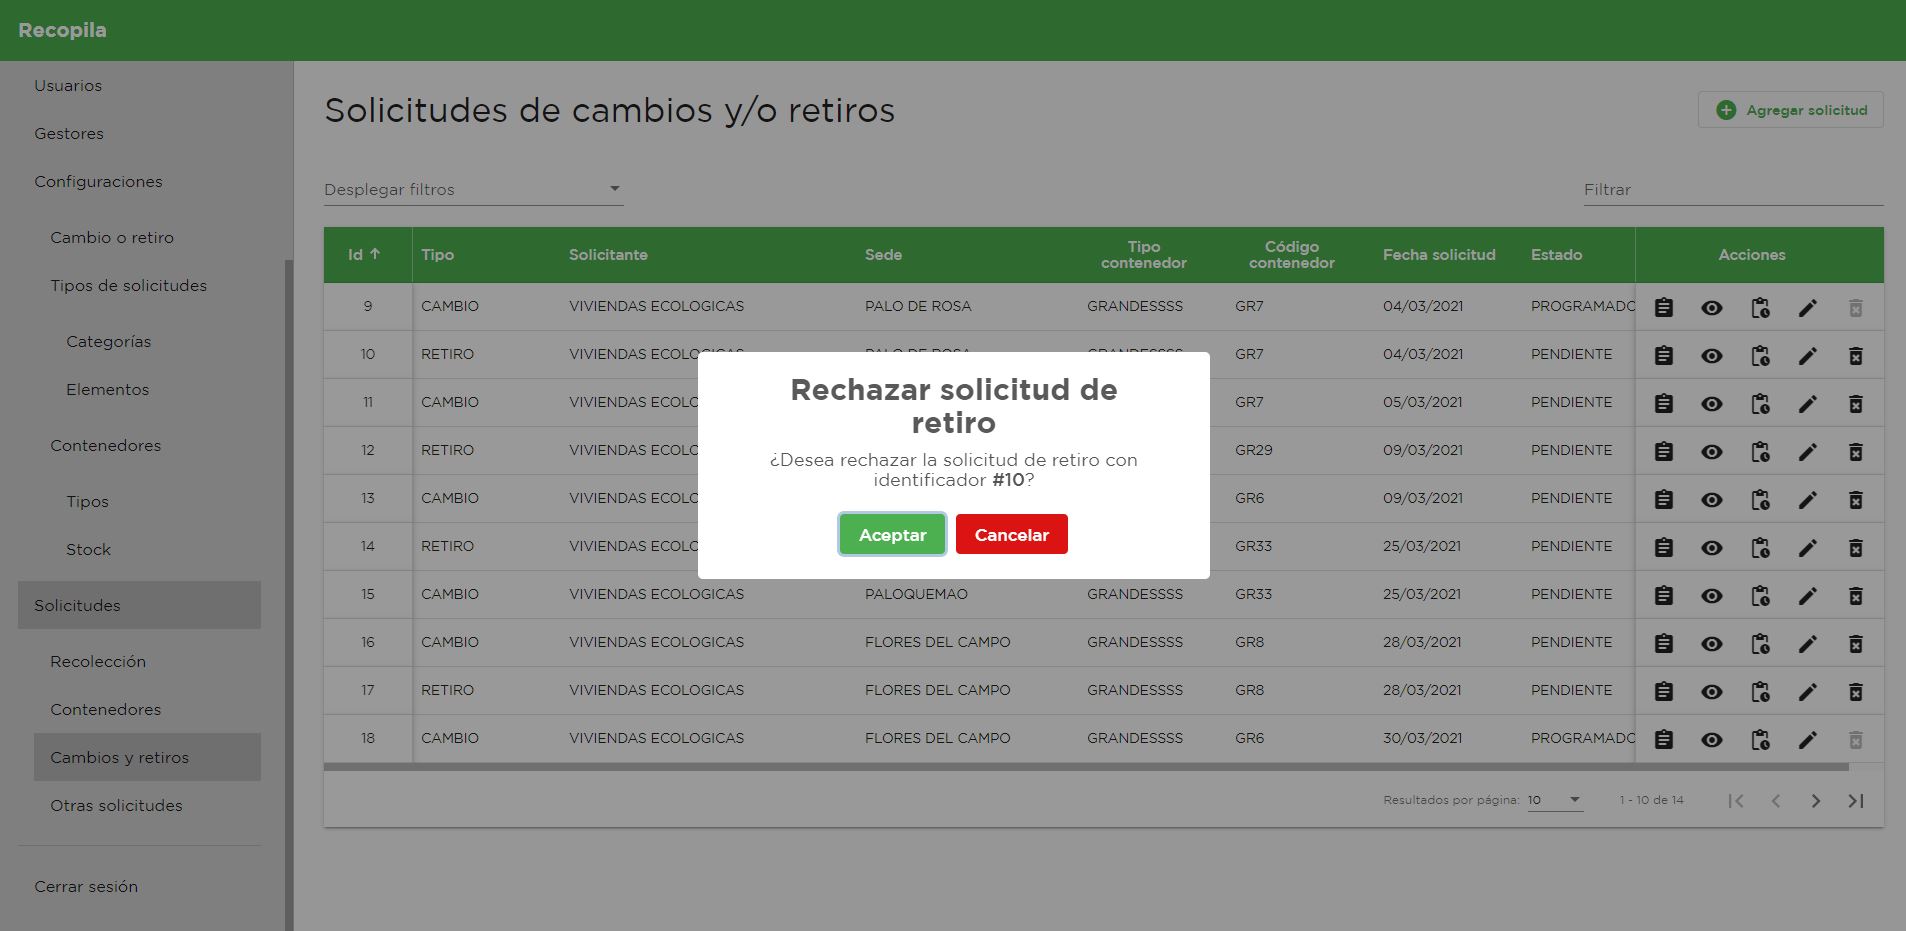 Recopila
Usuarios
Gestores
Configuraciones
Cambio o retiro
Tipos de solicitudes
Categorías
Elementos
Contenedores
Tipos
Stock
Solicitudes
Recolección
Contenedores
Cambios y retiros
Otras solicitudes
Cerrar sesión
Solicitudes de cambios y/o retiros
Agregar solicitud
Desplegar filtros
Filtrar
Id Tipo Solicitante Sede Tipo contenedor Código contenedor Fecha solicitud Estado Acciones
9 CAMBIO VIVIENDAS ECOLOGICAS PALO DE ROSA GRANDESSSS GR7 04/03/2021 PROGRAMADO
10 RETIRO VIVIENDAS ECOLOGICAS PALO DE ROSA GRANDESSSS GR7 04/03/2021 PENDIENTE
11 CAMBIO VIVIENDAS ECOLO GR7 05/03/2021 PENDIENTE
12 RETIRO VIVIENDAS ECOLO GR29 09/03/2021 PENDIENTE
13 CAMBIO VIVIENDAS ECOLO GR6 09/03/2021 PENDIENTE
14 RETIRO VIVIENDAS ECOLO GR33 25/03/2021 PENDIENTE
15 CAMBIO VIVIENDAS ECOLOGICAS PALOQUEMAO GRANDESSSS GR33 25/03/2021 PENDIENTE
16 CAMBIO VIVIENDAS ECOLOGICAS FLORES DEL CAMPO GRANDESSSS GR8 28/03/2021 PENDIENTE
17 RETIRO VIVIENDAS ECOLOGICAS FLORES DEL CAMPO GRANDESSSS GR8 28/03/2021 PENDIENTE
18 CAMBIO VIVIENDAS ECOLOGICAS FLORES DEL CAMPO GRANDESSSS GR6 30/03/2021 PROGRAMADO
Resultados por página: 10 1 - 10 de 14
Rechazar solicitud de
retiro
¿Desea rechazar la solicitud de retiro con
identificador #10?
Aceptar Cancelar